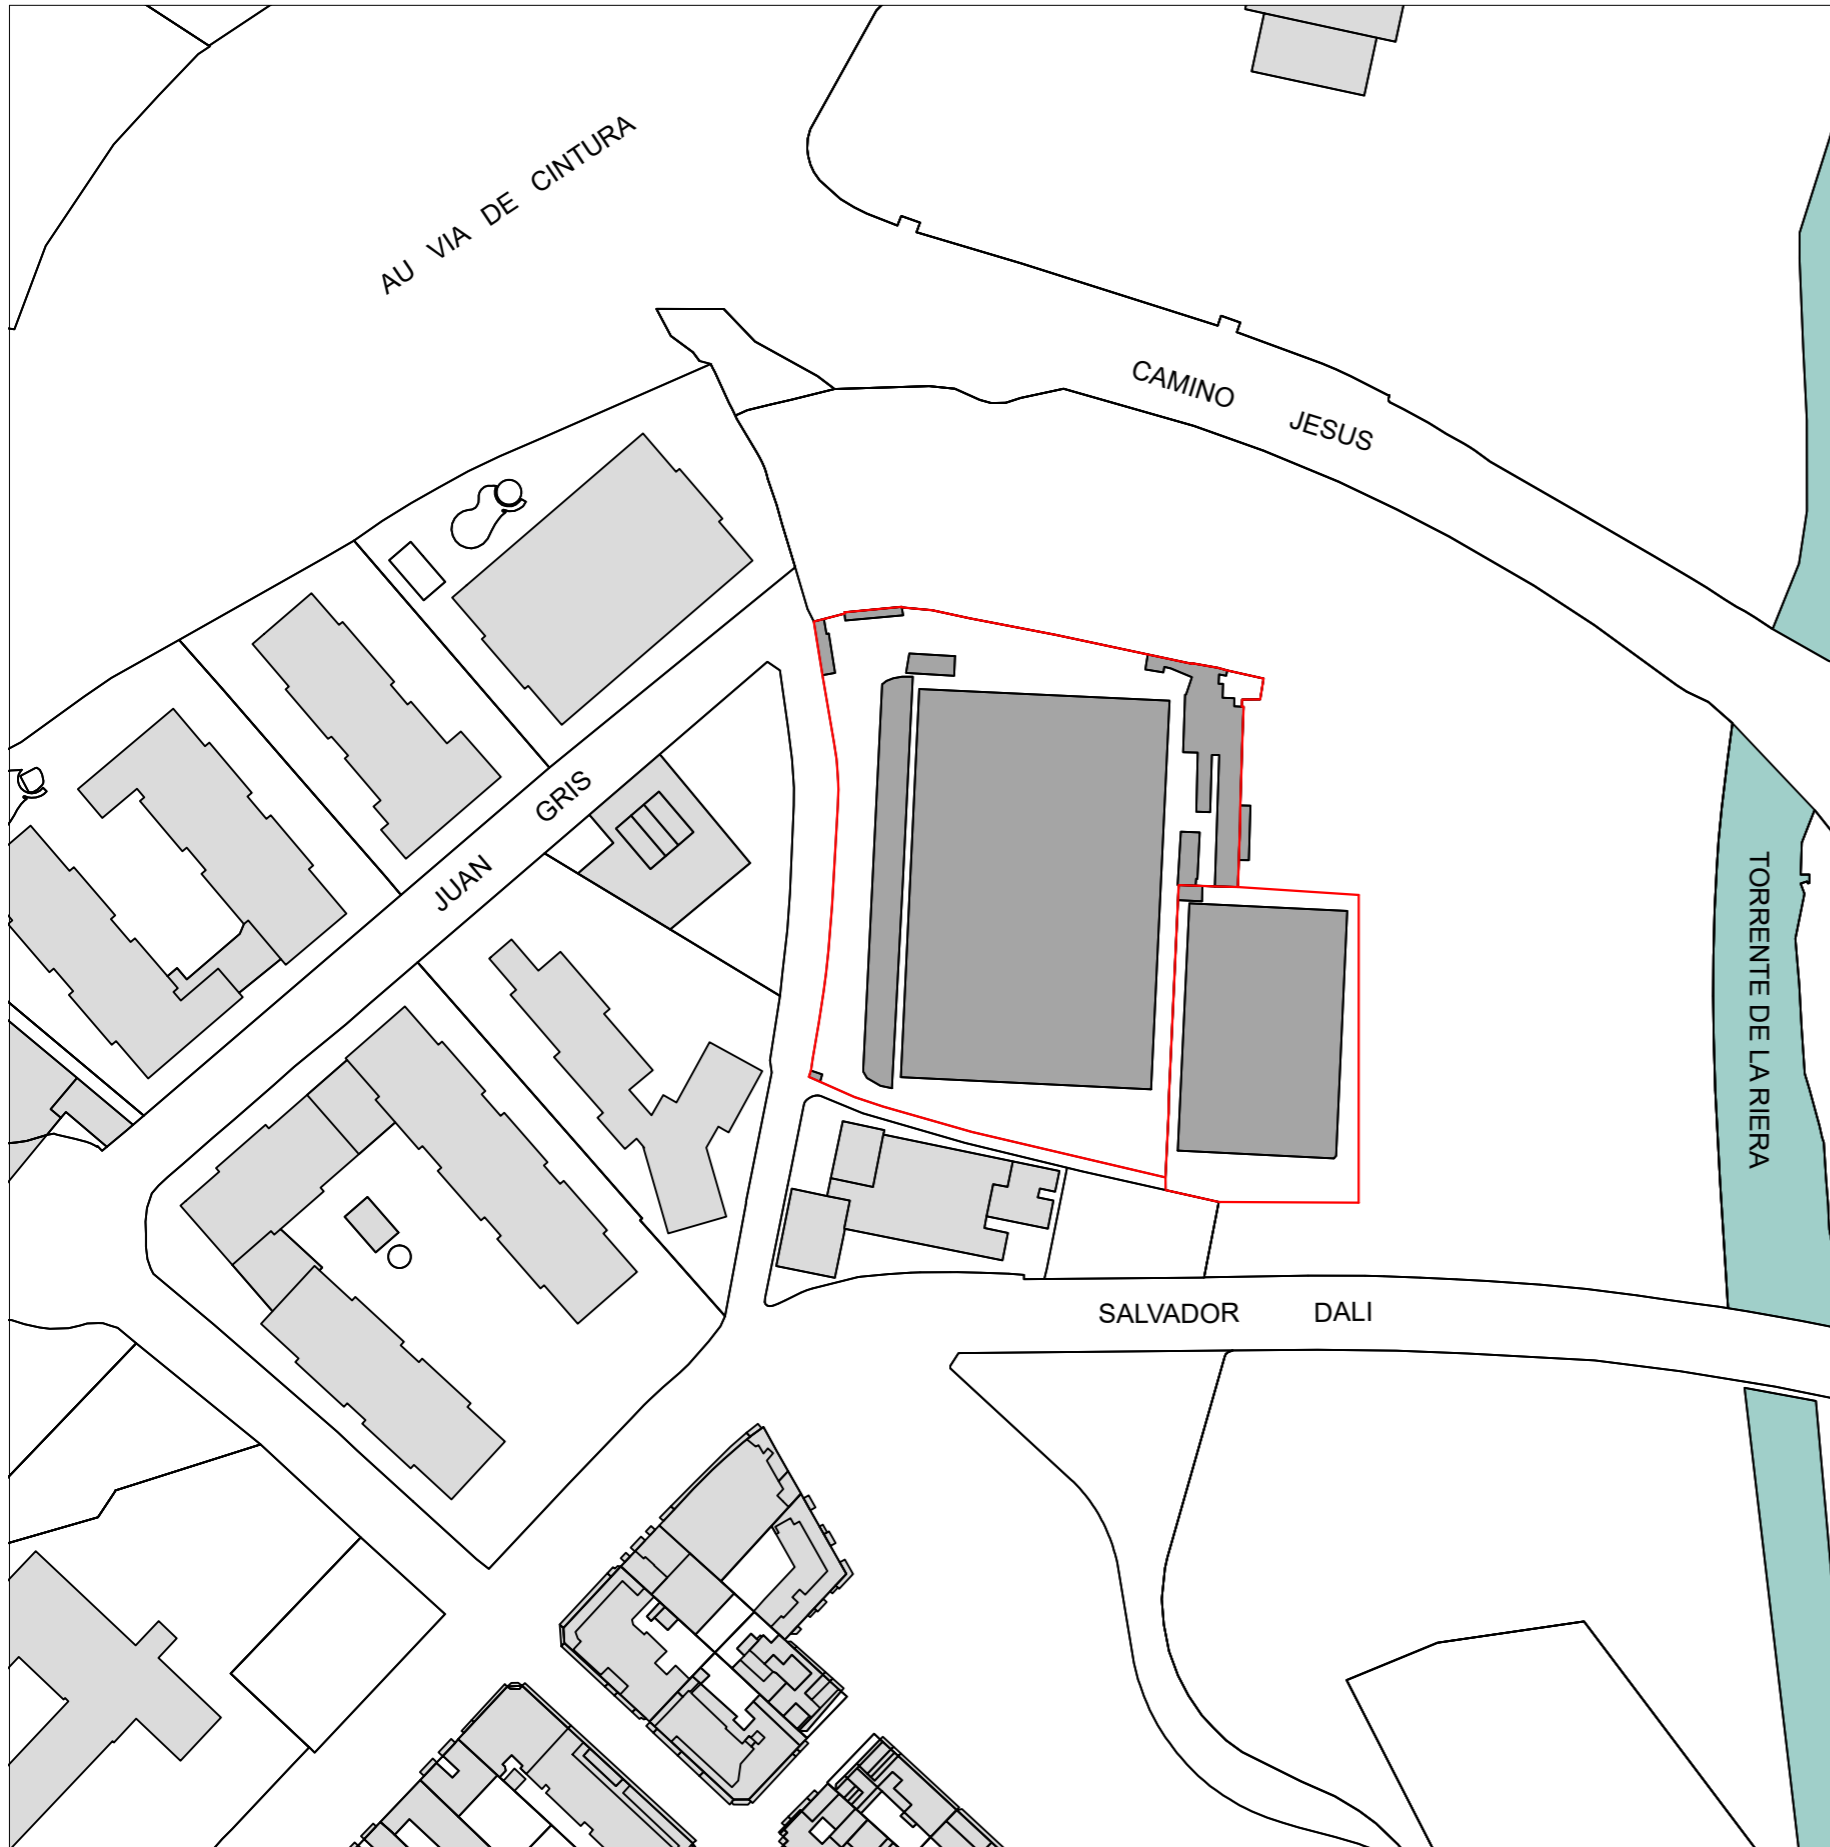 AU VIA DE CINTURA
CAMINO JESUS
JUAN GRIS
TORRENTE DE LA RIERA
SALVADOR DALI